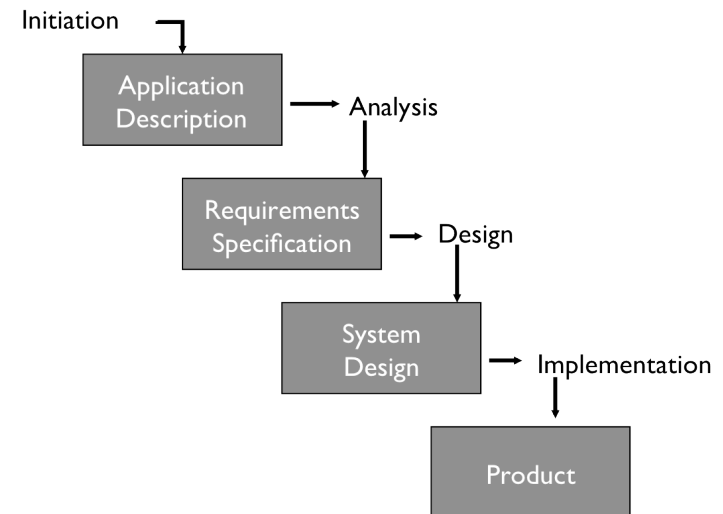 Initiation
Application
Description
Analysis
Requirements
Specification
Design
System
Design
Implementation
Product